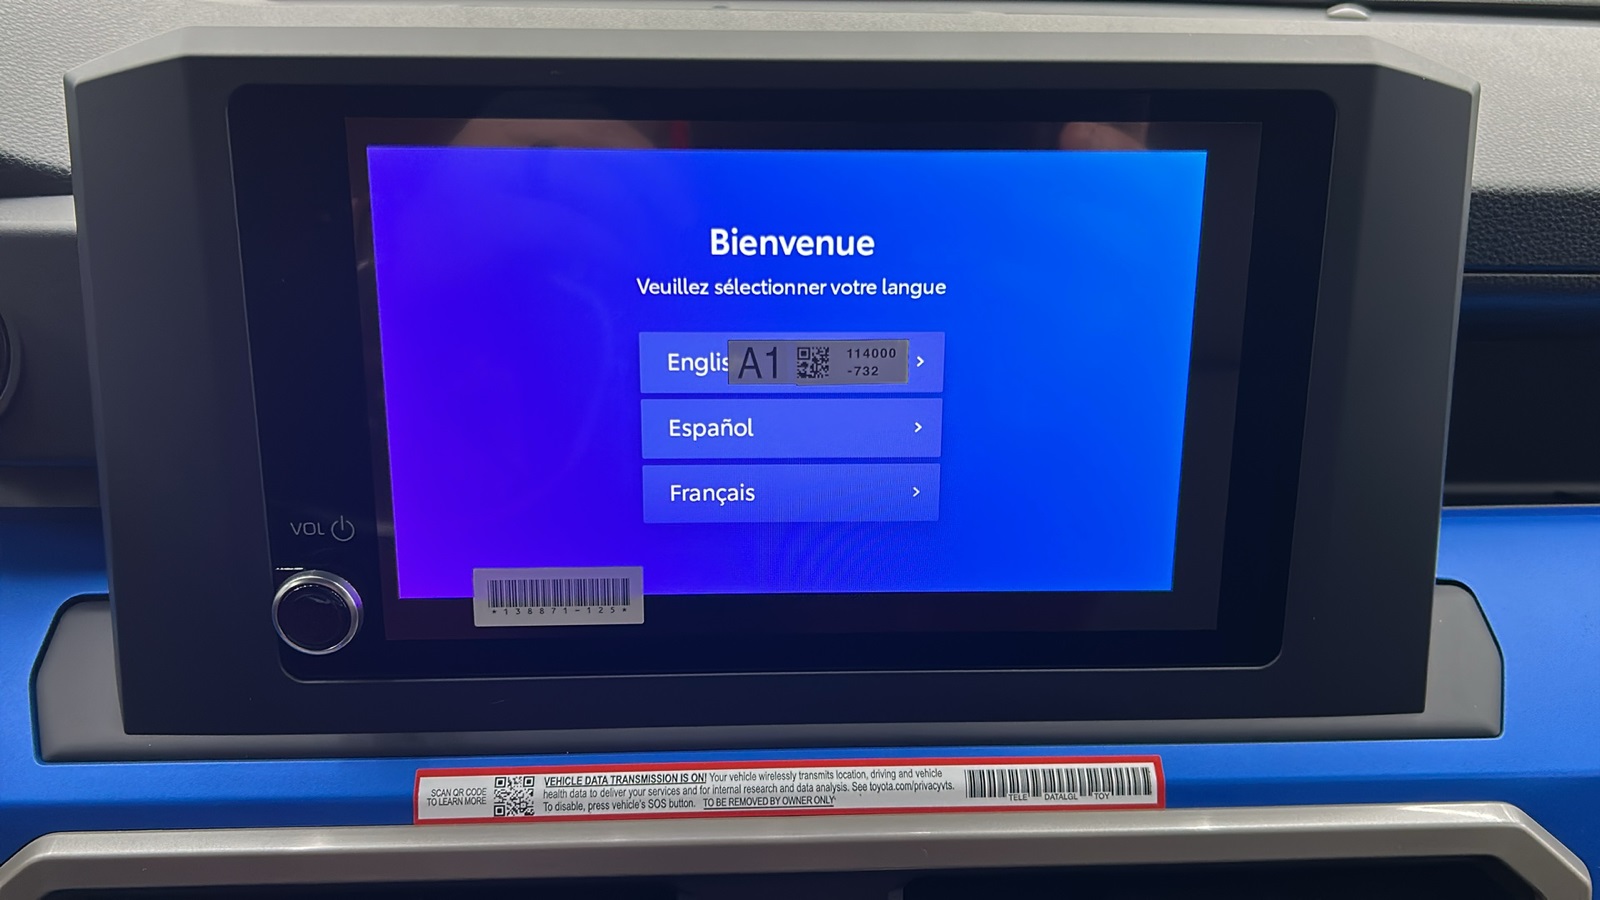 Bienvenue
Veuillez sélectionner votre langue
Englis
A1
114000
-732
Español
Français
VOL
*138871-125*
SCAN QR CODE
TO LEARN MORE
VEHICLE DATA TRANSMISSION IS ON! Your vehicle wirelessly transmits location, driving and vehicle
health data to deliver your services and for internal research and data analysis. See toyota.com/privacyvts.
To disable, press vehicle's SOS button. TO BE REMOVED BY OWNER ONLY
TELE DATALGL TOY